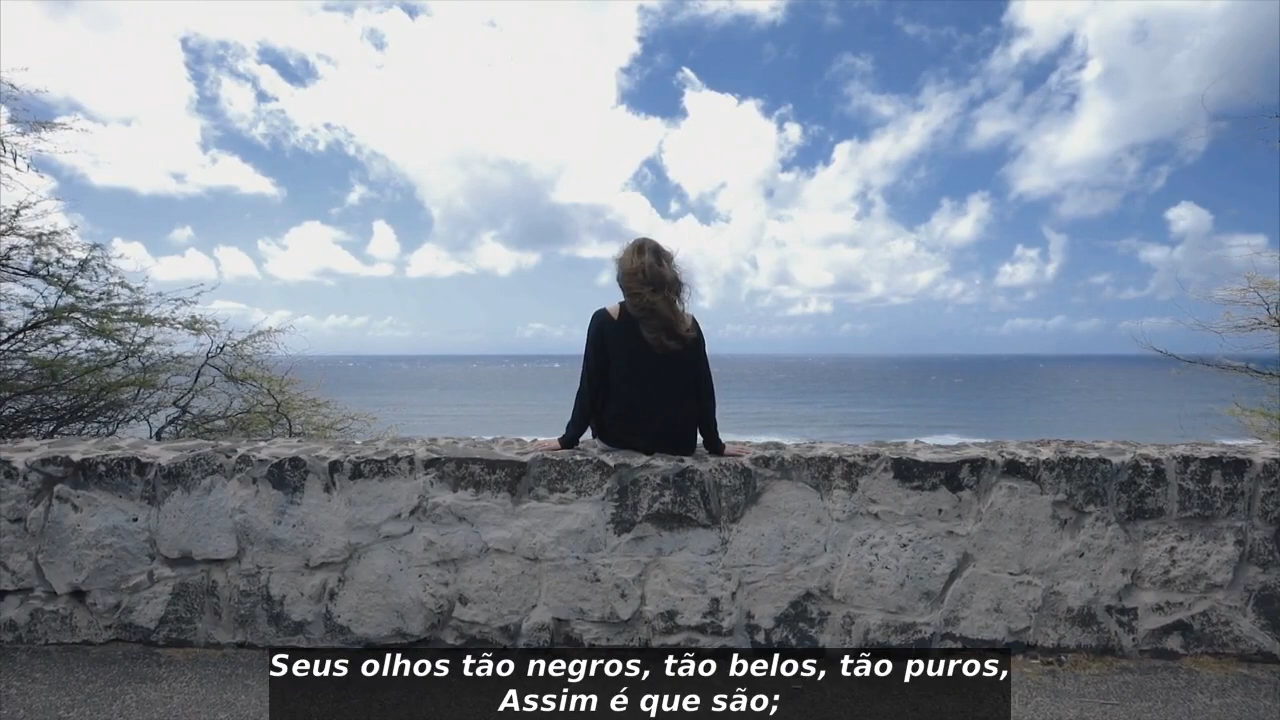 Seus olhos tão negros, tão belos, tão puros,
Assim é que são;